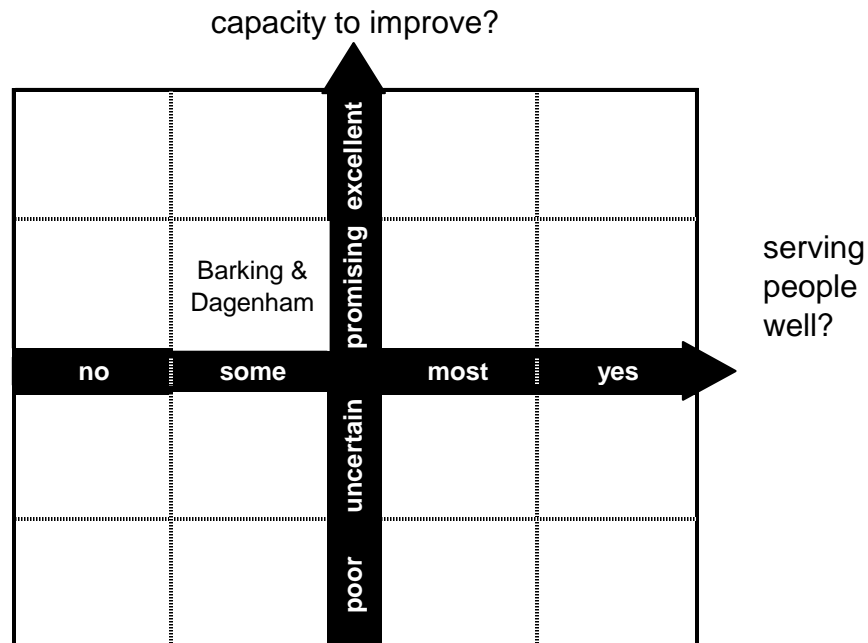 capacity to improve?
excellent
promising
Barking &
Dagenham
serving
people
well?
no some most yes
uncertain
poor